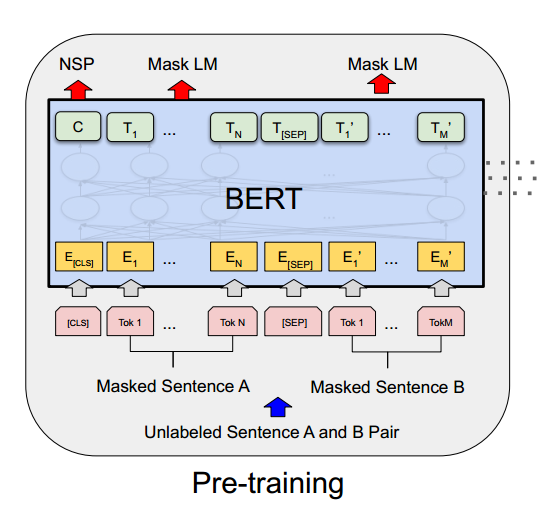 NSP Mask LM Mask LM
C T1 ... TN T[SEP] T1’ ... TM’
...
BERT
...
E[CLS] E1 ... EN E[SEP] E1’ ... EM’
[CLS] Tok 1 ... Tok N [SEP] Tok 1 ... TokM
Masked Sentence A Masked Sentence B
Unlabeled Sentence A and B Pair
Pre-training